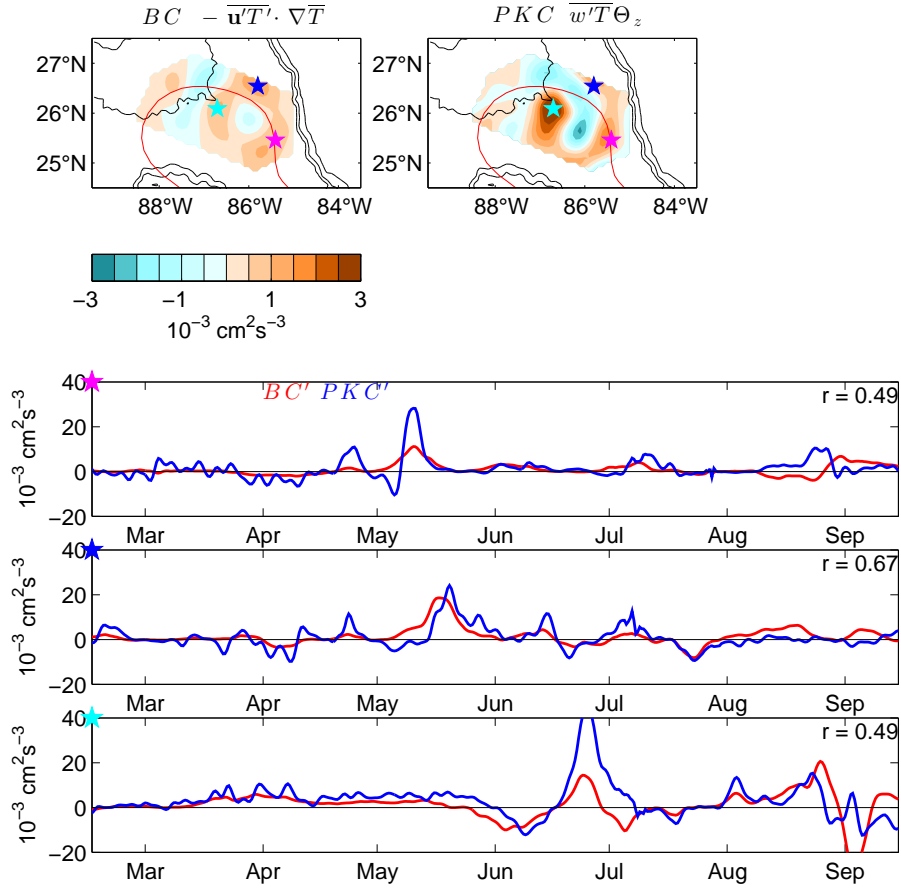 BC − u'T' · ∇T
PKC w'TΘz
27°N
26°N
25°N
88°W 86°W 84°W
27°N
26°N
25°N
88°W 86°W 84°W
−3 −1 1 3
10⁻³ cm²s⁻³
BC' PKC'
r = 0.49
40
20
0
−20
10⁻³ cm²s⁻³
Mar Apr May Jun Jul Aug Sep
r = 0.67
40
20
0
−20
10⁻³ cm²s⁻³
Mar Apr May Jun Jul Aug Sep
r = 0.49
40
20
0
−20
10⁻³ cm²s⁻³
Mar Apr May Jun Jul Aug Sep